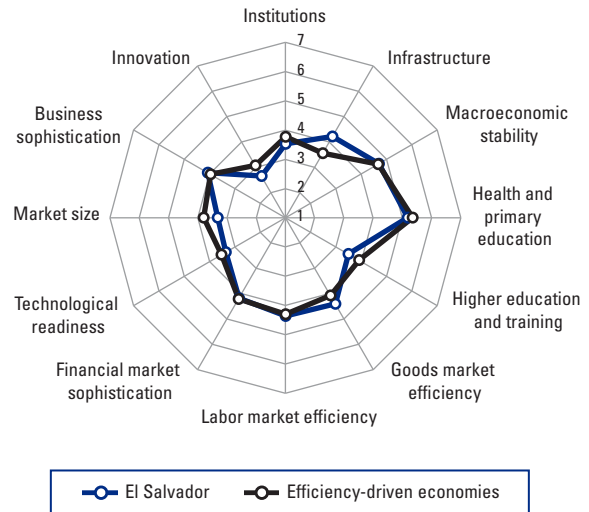 Institutions
7
6
5
4
3
2
1
Infrastructure
Macroeconomic
stability
Health and
primary
education
Higher education
and training
Goods market
efficiency
Labor market efficiency
Financial market
sophistication
Technological
readiness
Market size
Business
sophistication
Innovation
El Salvador
Efficiency-driven economies